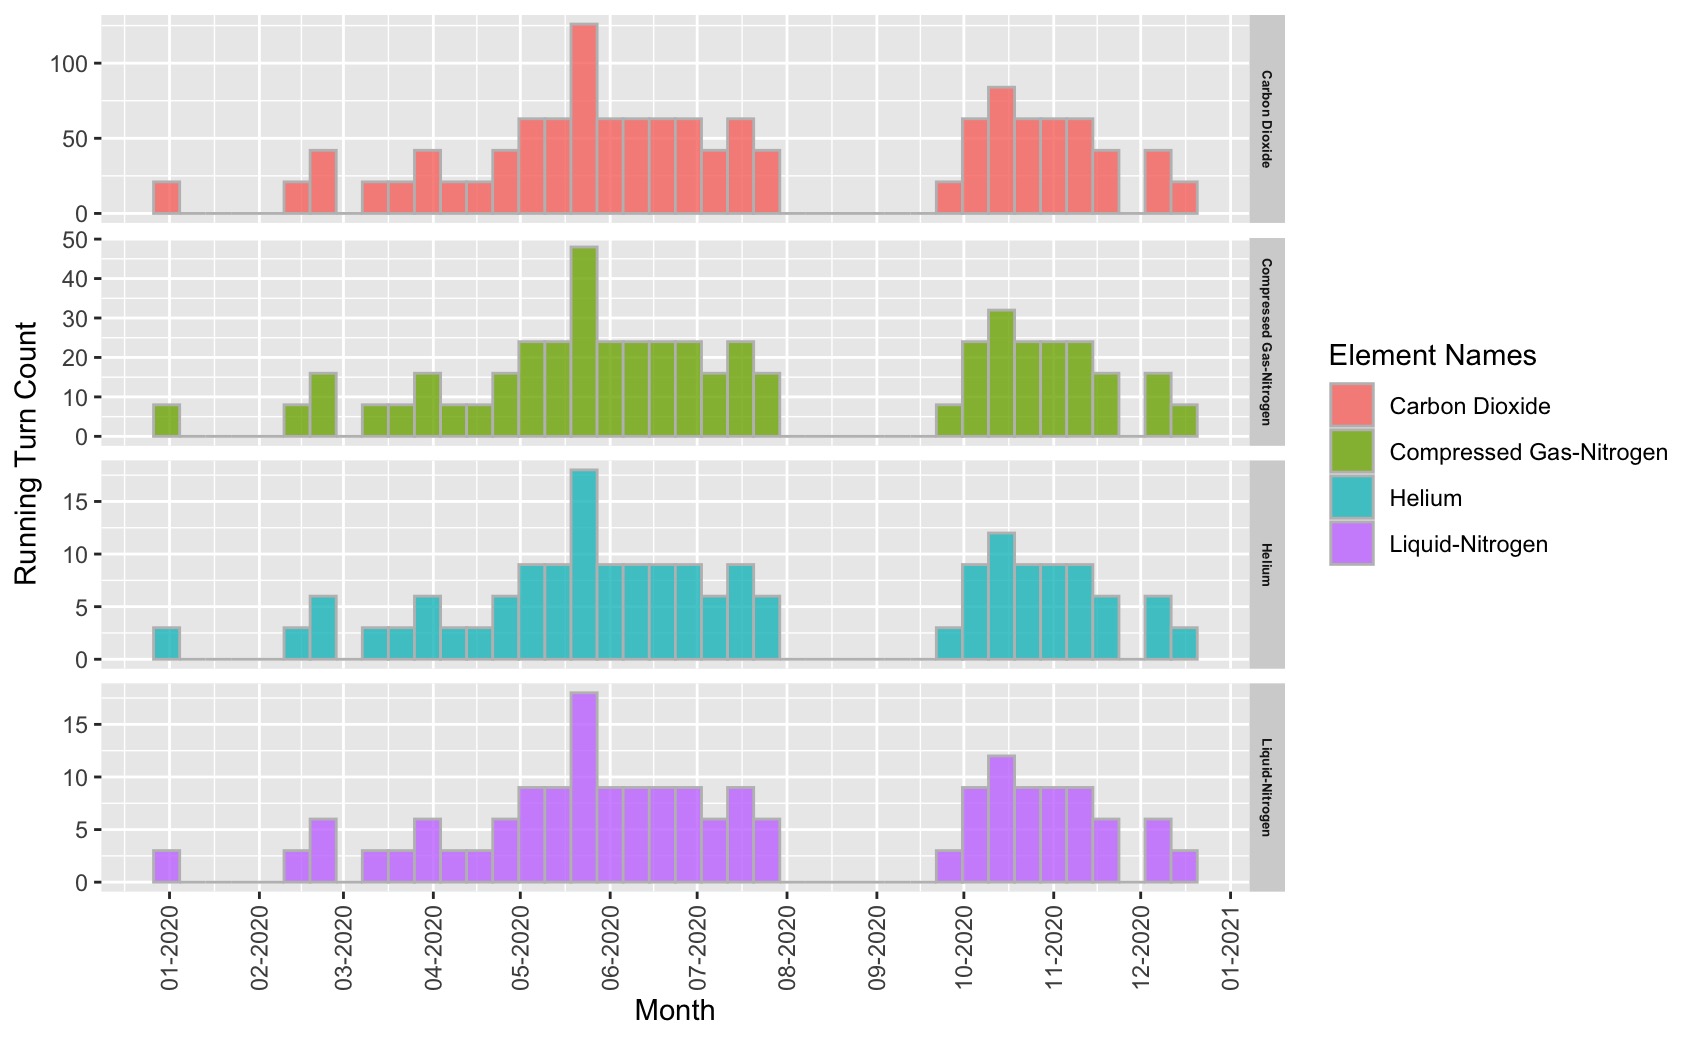 Running Turn Count
100
50
0
Carbon Dioxide
50
40
30
20
10
0
Compressed Gas-Nitrogen
15
10
5
0
Helium
15
10
5
0
Liquid-Nitrogen
01-2020
02-2020
03-2020
04-2020
05-2020
06-2020
07-2020
08-2020
09-2020
10-2020
11-2020
12-2020
01-2021
Month
Element Names
Carbon Dioxide
Compressed Gas-Nitrogen
Helium
Liquid-Nitrogen